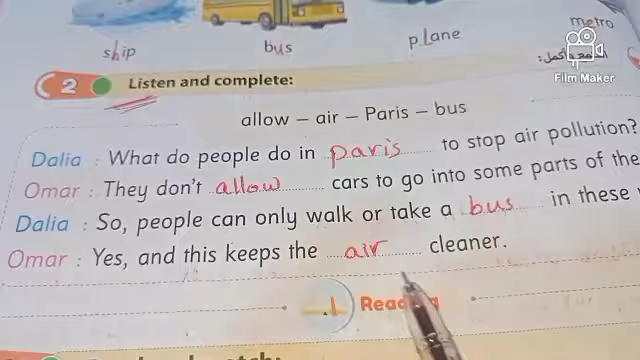 ship
bus
plane
metro
Film Maker
2 Listen and complete:
allow – air – Paris – bus
Dalia : What do people do in paris to stop air pollution?
Omar : They don't allow cars to go into some parts of the
Dalia : So, people can only walk or take a bus in these
Omar : Yes, and this keeps the air cleaner.